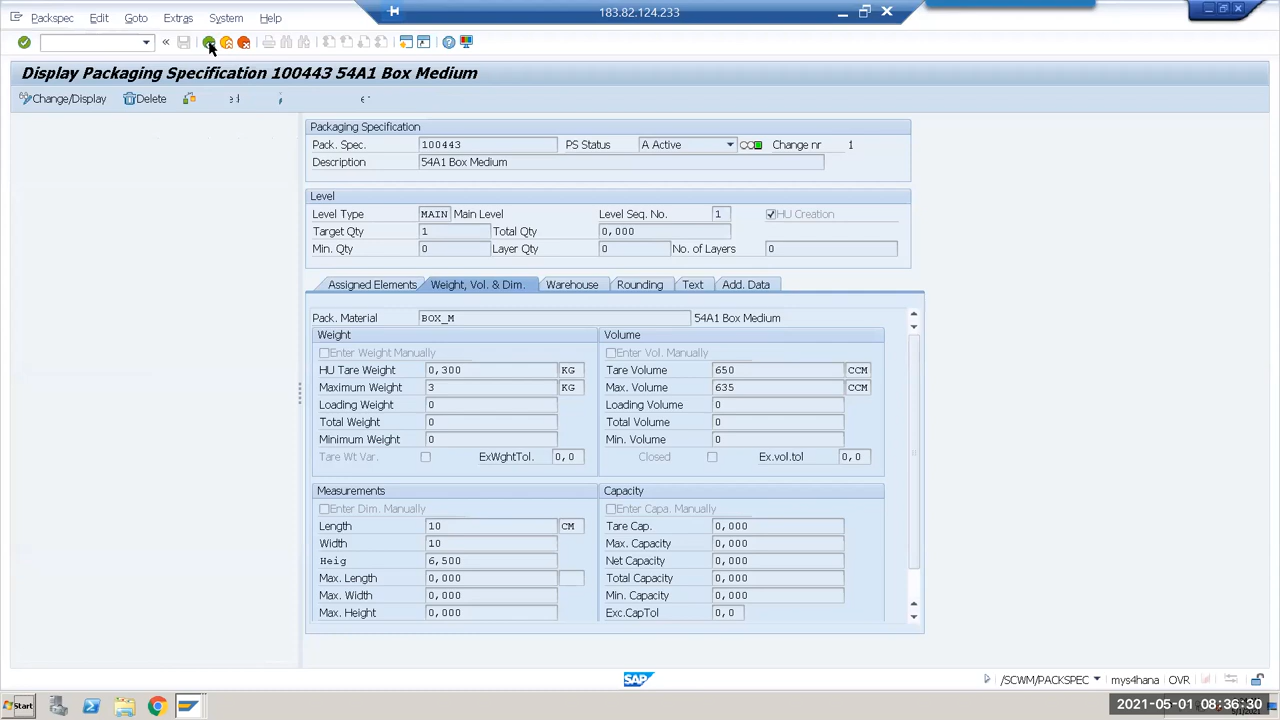 183.82.124.233
Packspec Edit Goto Extras System Help
Display Packaging Specification 100443 54A1 Box Medium
Change/Display Delete
Packaging Specification
Pack. Spec. 100443 PS Status A Active Change nr 1
Description 54A1 Box Medium
Level
Level Type MAIN Main Level Level Seq. No. 1 HU Creation
Target Qty 1 Total Qty 0,000
Min. Qty 0 Layer Qty 0 No. of Layers 0
Assigned Elements Weight, Vol. & Dim. Warehouse Rounding Text Add. Data
Pack. Material BOX_M 54A1 Box Medium
Weight Volume
Enter Weight Manually Enter Vol. Manually
HU Tare Weight 0,300 KG Tare Volume 650 CCM
Maximum Weight 3 KG Max. Volume 635 CCM
Loading Weight 0 Loading Volume 0
Total Weight 0 Total Volume 0
Minimum Weight 0 Min. Volume 0
Tare Wt Var. ExWghtTol. 0,0 Closed Ex.vol.tol 0,0
Measurements Capacity
Enter Dim. Manually Enter Capa. Manually
Length 10 CM Tare Cap. 0,000
Width 10 Max. Capacity 0,000
Heig 6,500 Net Capacity 0,000
Max. Length 0,000 Total Capacity 0,000
Max. Width 0,000 Min. Capacity 0,000
Max. Height 0,000 Exc.CapTol 0,0
SAP /SCWM/PACKSPEC mys4hana OVR
Start 2021-05-01 08:36:30